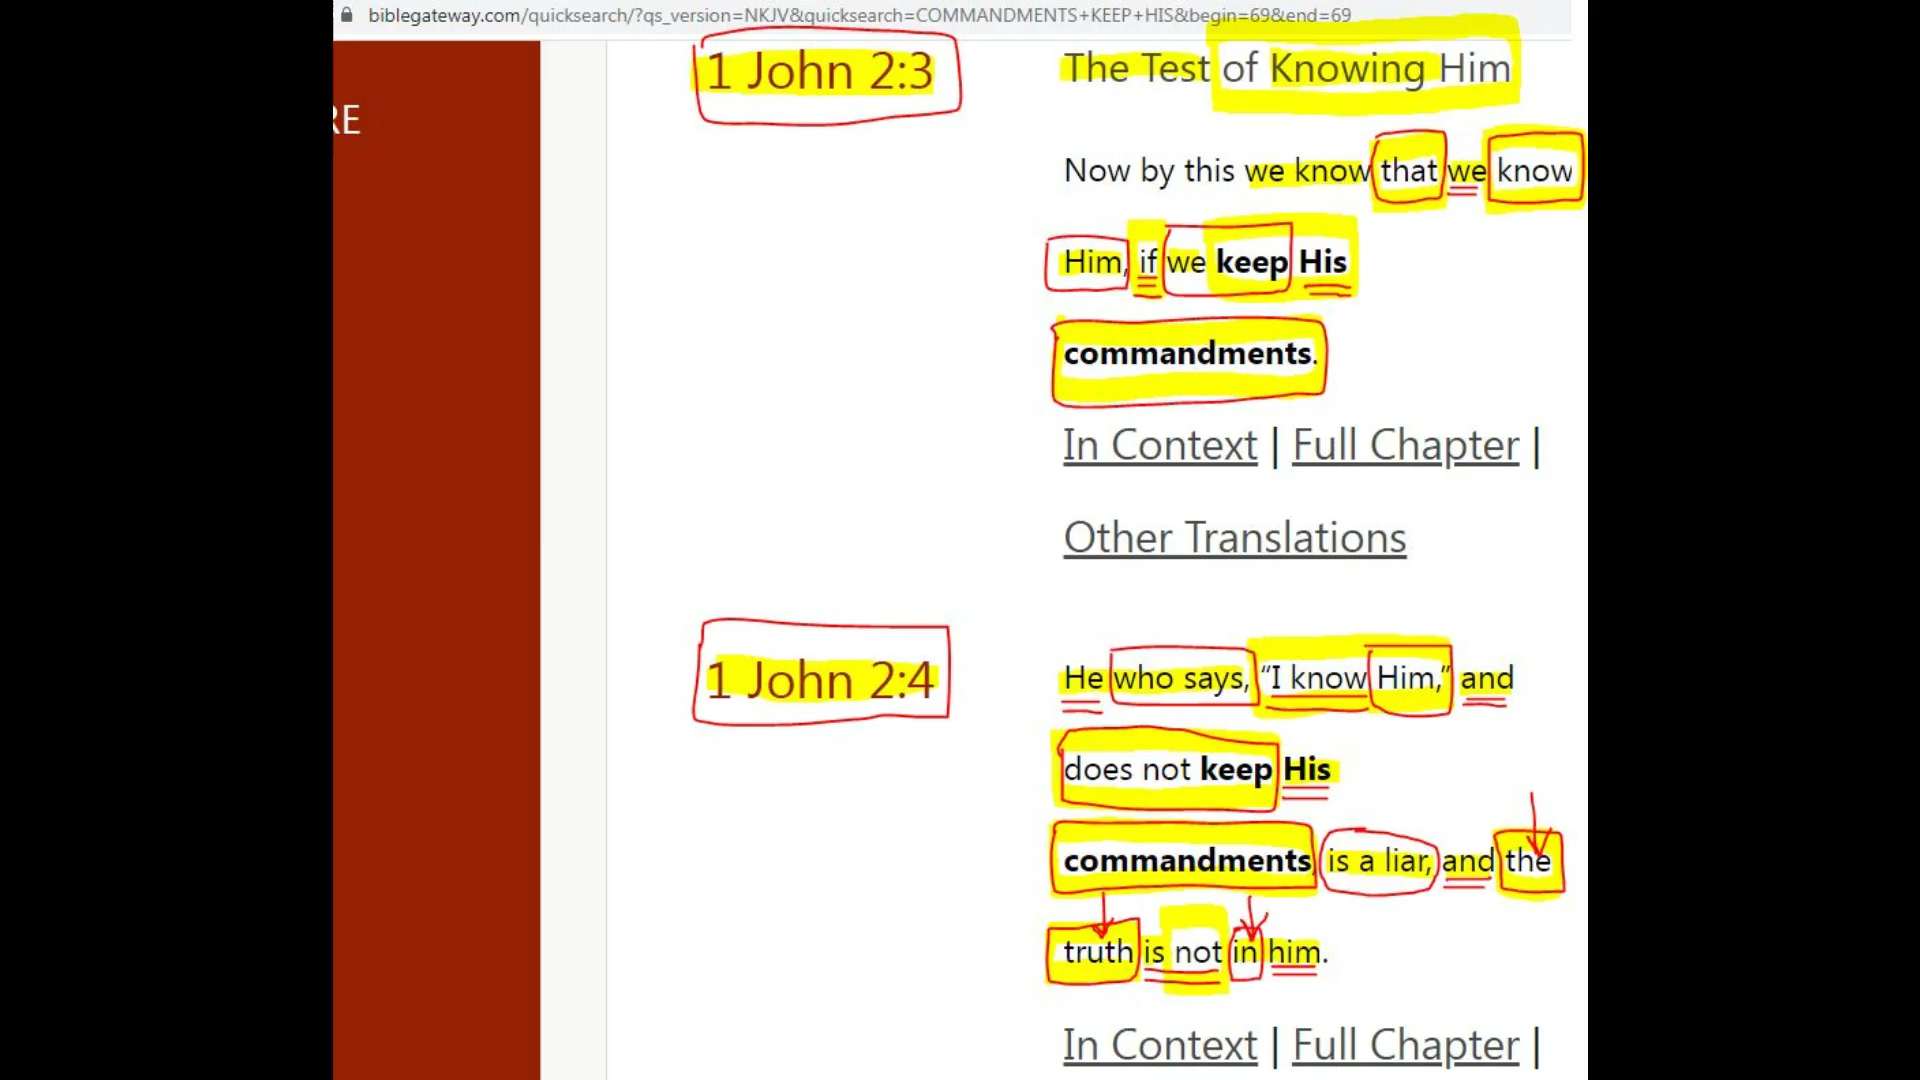 biblegateway.com/quicksearch/?qs_version=NKJV&quicksearch=COMMANDMENTS+KEEP+HIS&begin=69&end=69
RE
1 John 2:3
The Test of Knowing Him
Now by this we know that we know
Him, if we keep His
commandments.
In Context | Full Chapter |
Other Translations
1 John 2:4
He who says, “I know Him,” and
does not keep His
commandments, is a liar, and the
truth is not in him.
In Context | Full Chapter |